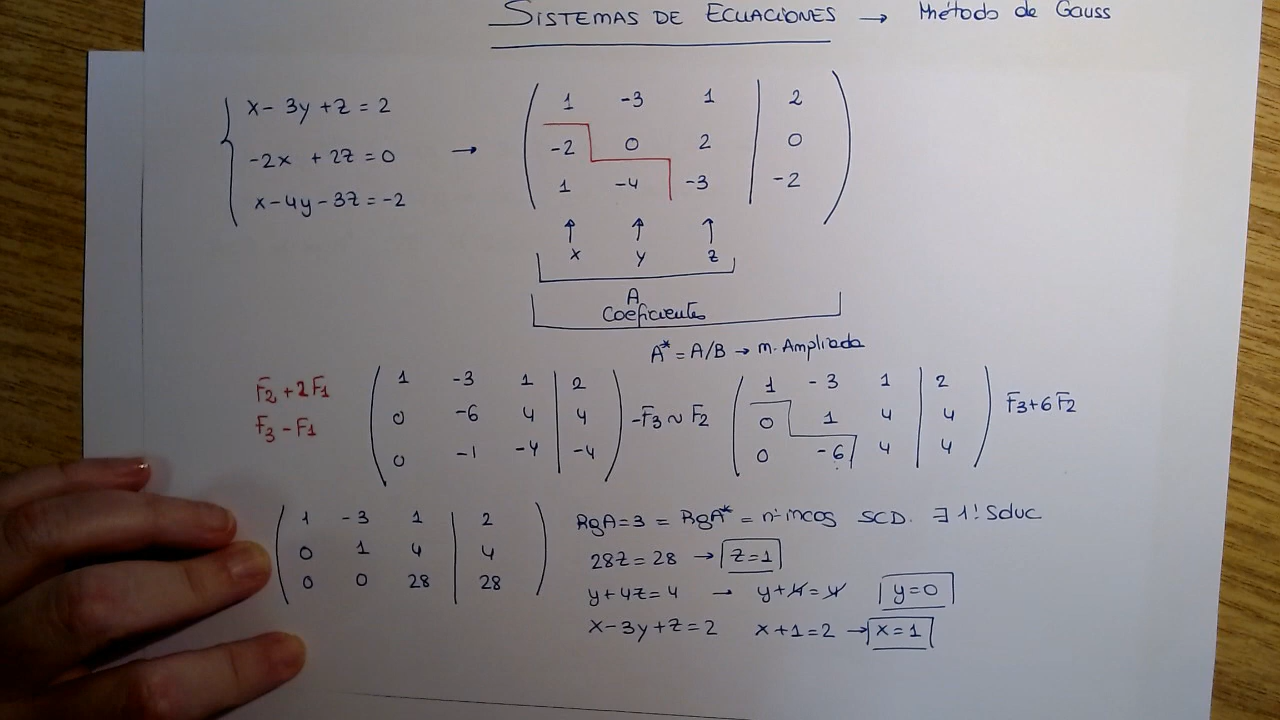 SISTEMAS DE ECUACIONES → Método de Gauss
x - 3y + z = 2
-2x + 2z = 0
x - 4y - 3z = -2
→
1 -3 1 | 2
-2 0 2 | 0
1 -4 -3 | -2
↑ ↑ ↑
x y z
A
Coeficientes
A* = A/B → m. Ampliada
F2 + 2F1
F3 - F1
1 -3 1 | 2
0 -6 4 | 4
0 -1 -4 | -4
-F3 ~ F2
1 -3 1 | 2
0 1 4 | 4
0 -6 4 | 4
F3 + 6F2
1 -3 1 | 2
0 1 4 | 4
0 0 28 | 28
RgA = 3 = RgA* = nº incos SCD. ∃ 1! Soluc
28z = 28 → z = 1
y + 4z = 4 → y + 4 = 4 y = 0
x - 3y + z = 2 x + 1 = 2 → x = 1